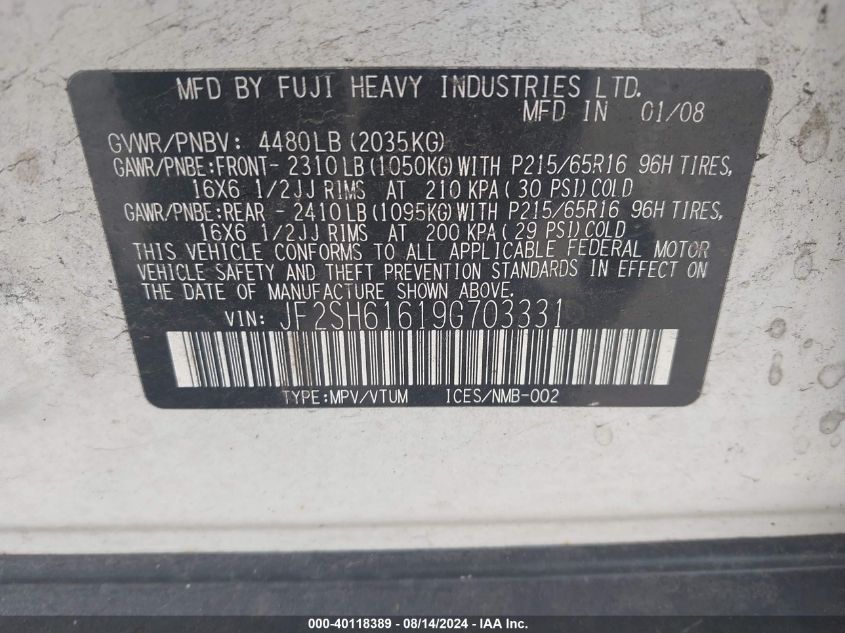 MFD BY FUJI HEAVY INDUSTRIES LTD.
MFD IN 01/08
GVWR/PNBV: 4480LB(2035KG)
GAWR/PNBE:FRONT- 2310LB(1050KG)WITH P215/65R16 96H TIRES,
16X6 1/2JJ RIMS AT 210 KPA( 30 PSI)COLD
GAWR/PNBE:REAR - 2410LB(1095KG)WITH P215/65R16 96H TIRES,
16X6 1/2JJ RIMS AT 200 KPA( 29 PSI)COLD
THIS VEHICLE CONFORMS TO ALL APPLICABLE FEDERAL MOTOR
VEHICLE SAFETY AND THEFT PREVENTION STANDARDS IN EFFECT ON
THE DATE OF MANUFACTURE SHOWN ABOVE.
VIN: JF2SH61619G703331
TYPE:MPV/VTUM ICES/NMB-002
000-40118389 - 08/14/2024 - IAA Inc.